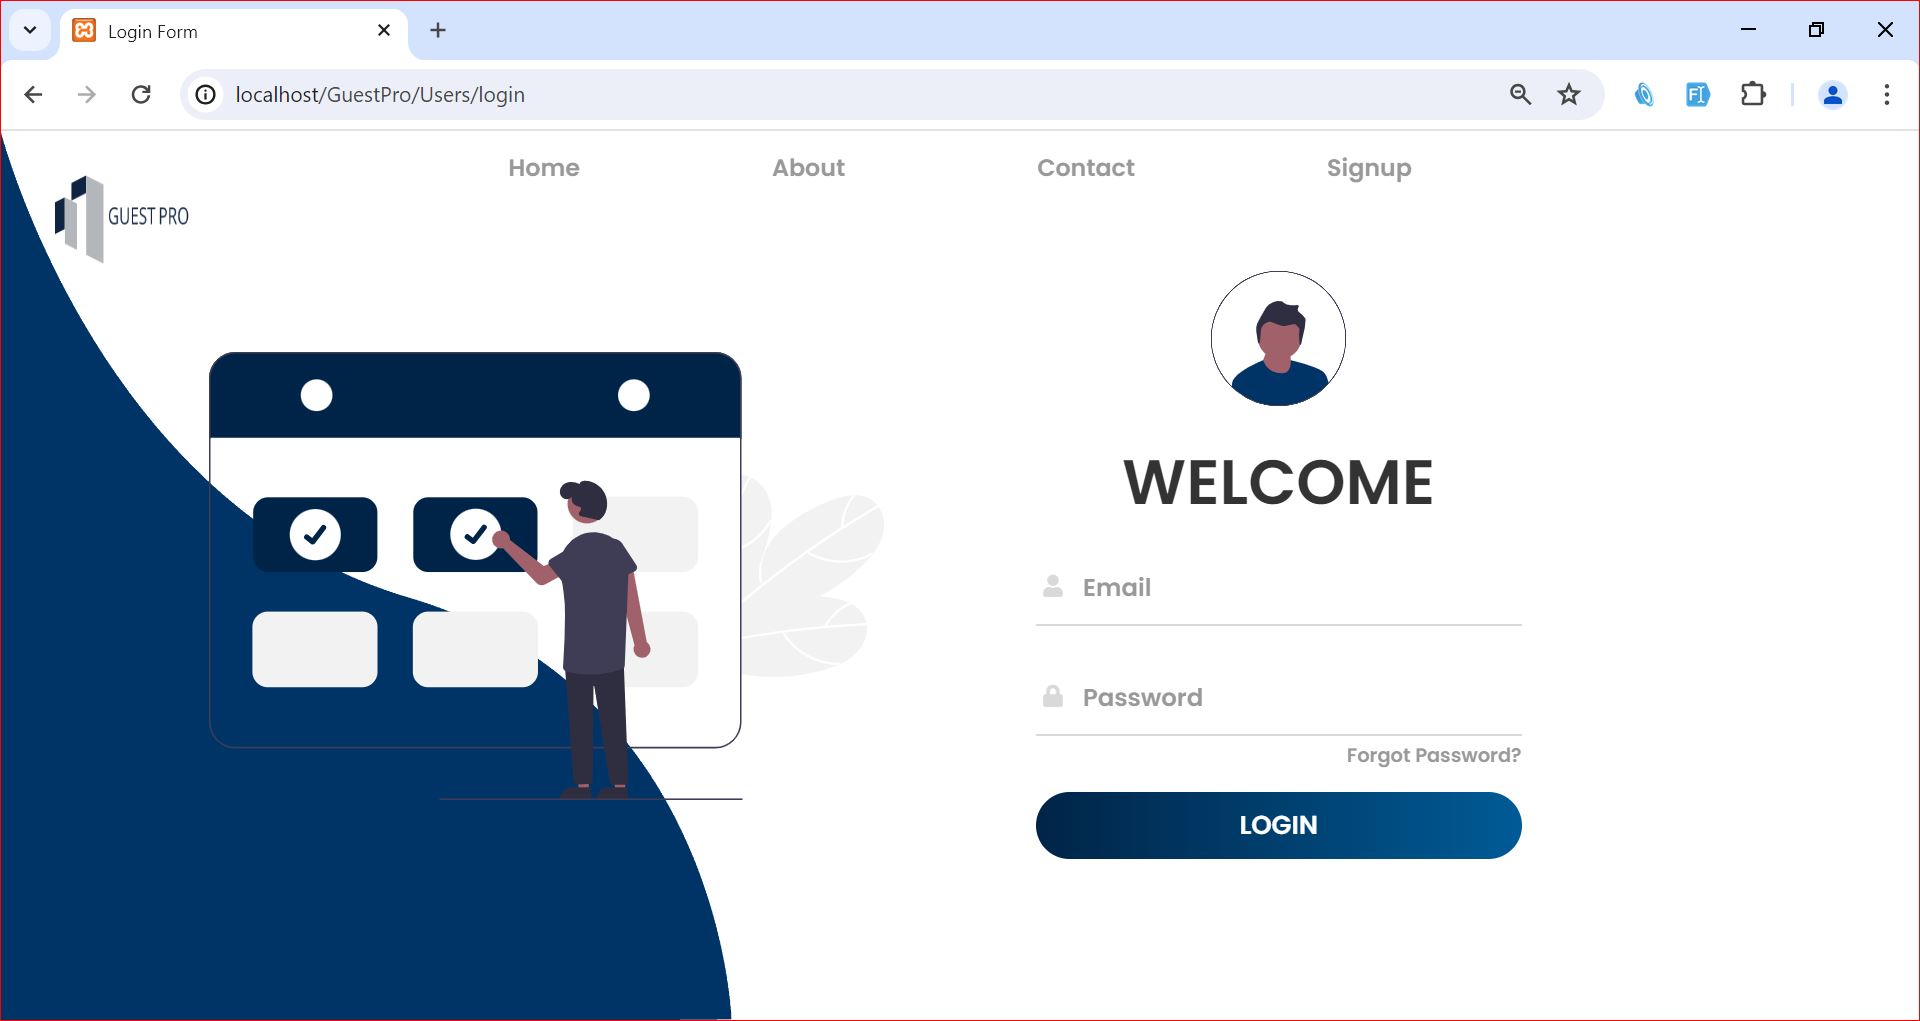 Login Form
localhost/GuestPro/Users/login
Home About Contact Signup
GUEST PRO
WELCOME
Email
Password
Forgot Password?
LOGIN